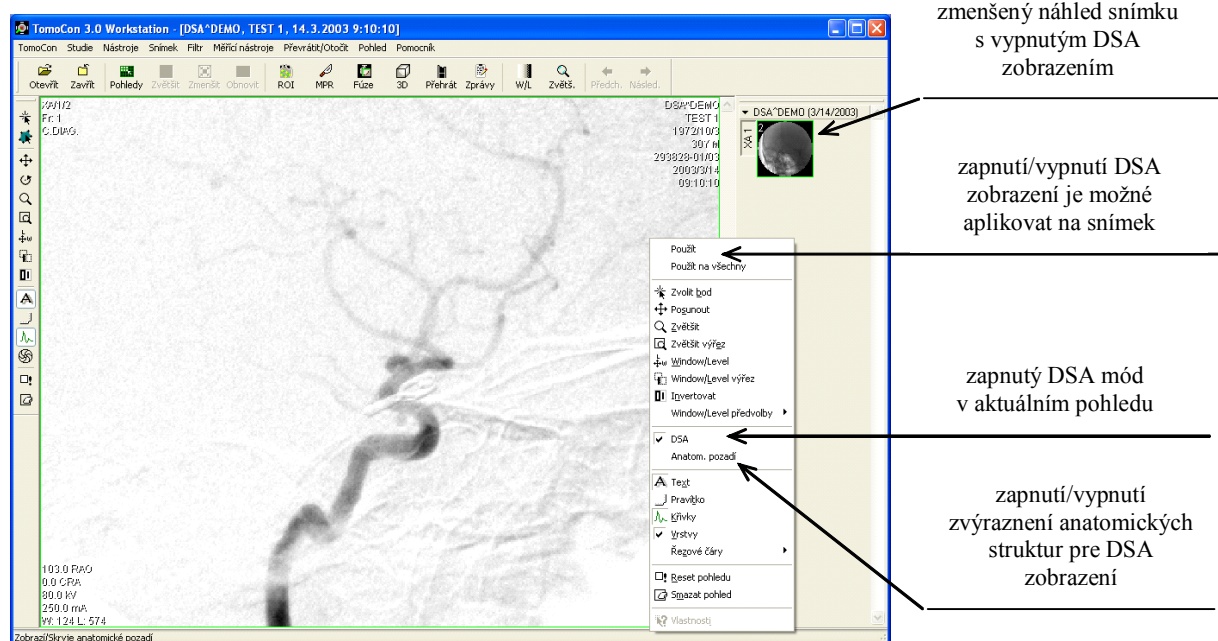 TomoCon 3.0 Workstation - [DSA^DEMO, TEST 1, 14.3.2003 9:10:10]
TomoCon Studie Nástroje Snímek Filtr Měřící nástroje Převrátit/Otočit Pohled Pomocník
Otevřít Zavřít Pohledy Zvětšit Zmenšit Obnovit ROI MPR Fúze 3D Přehrát Zprávy W/L Zvětš. Předch. Násled.
XA\1/2
Fr: 1
C.DIAG.
DSA^DEMO
TEST 1
1972/10/3
30Y M
293828-01/03
2003/3/14
09:10:10
DSA^DEMO (3/14/2003)
XA 1
2
Použít
Použít na všechny
Zvolit bod
Posunout
Zvětšit
Zvětšit výřez
Window/Level
Window/Level výřez
Invertovat
Window/Level předvolby
DSA
Anatom. pozadí
Text
Pravítko
Křivky
Vrstvy
Řezové čáry
Reset pohledu
Smazat pohled
Vlastnosti
103.0 RAO
0.0 CRA
80.0 kV
250.0 mA
W: 124 L: 574
Zobrazí/Skryje anatomické pozadí
zmenšený náhled snímku
s vypnutým DSA
zobrazením
zapnutí/vypnutí DSA
zobrazení je možné
aplikovat na snímek
zapnutý DSA mód
v aktuálním pohledu
zapnutí/vypnutí
zvýraznení anatomických
struktur pre DSA
zobrazení